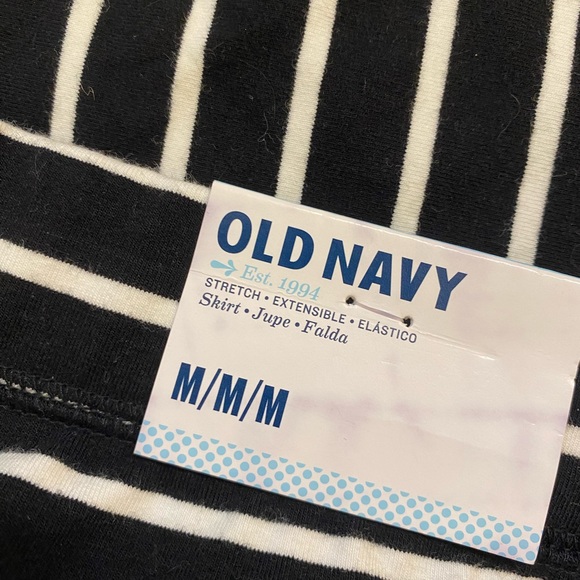 OLD NAVY
Est. 1994
STRETCH • EXTENSIBLE • ELÁSTICO
Skirt • Jupe • Falda
M/M/M